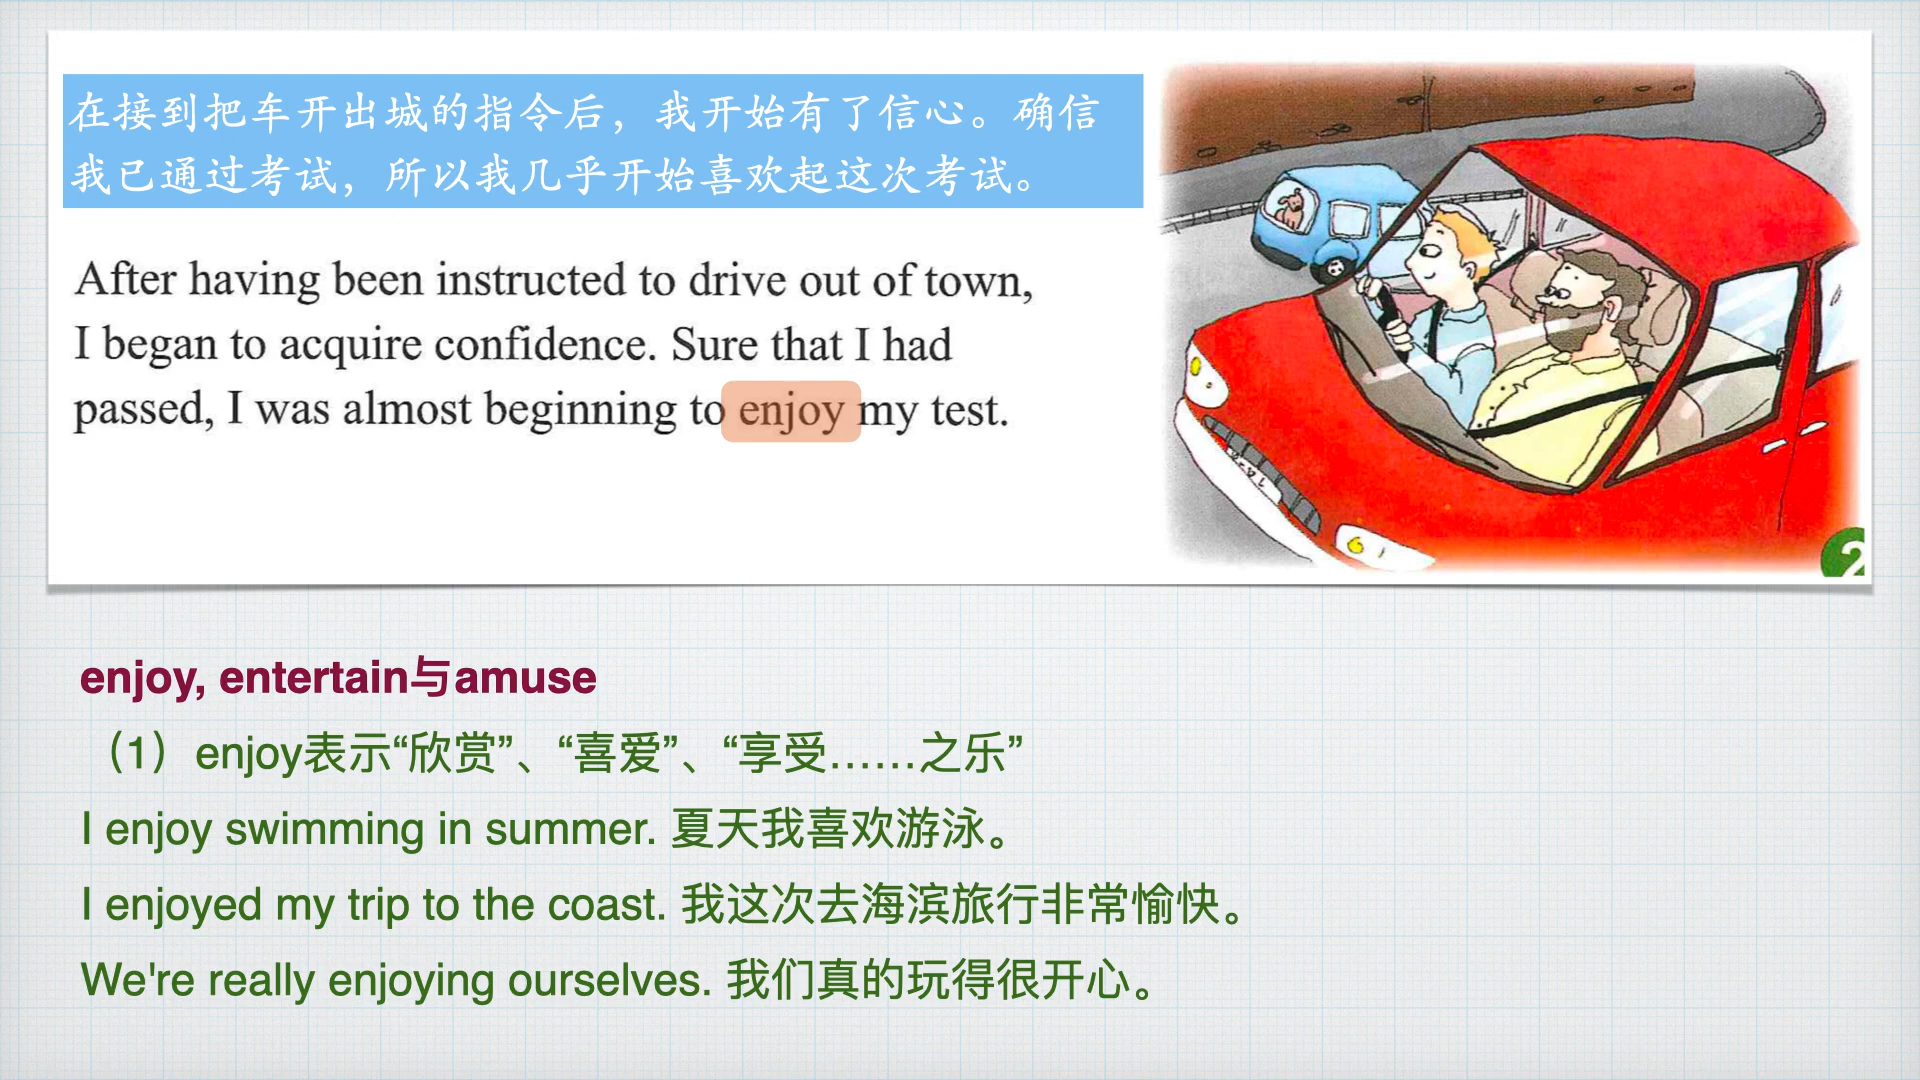 在接到把车开出城的指令后，我开始有了信心。确信
我已通过考试，所以我几乎开始喜欢起这次考试。
After having been instructed to drive out of town,
I began to acquire confidence. Sure that I had
passed, I was almost beginning to enjoy my test.
2
enjoy, entertain与amuse
（1）enjoy表示“欣赏”、“喜爱”、“享受……之乐”
I enjoy swimming in summer. 夏天我喜欢游泳。
I enjoyed my trip to the coast. 我这次去海滨旅行非常愉快。
We're really enjoying ourselves. 我们真的玩得很开心。